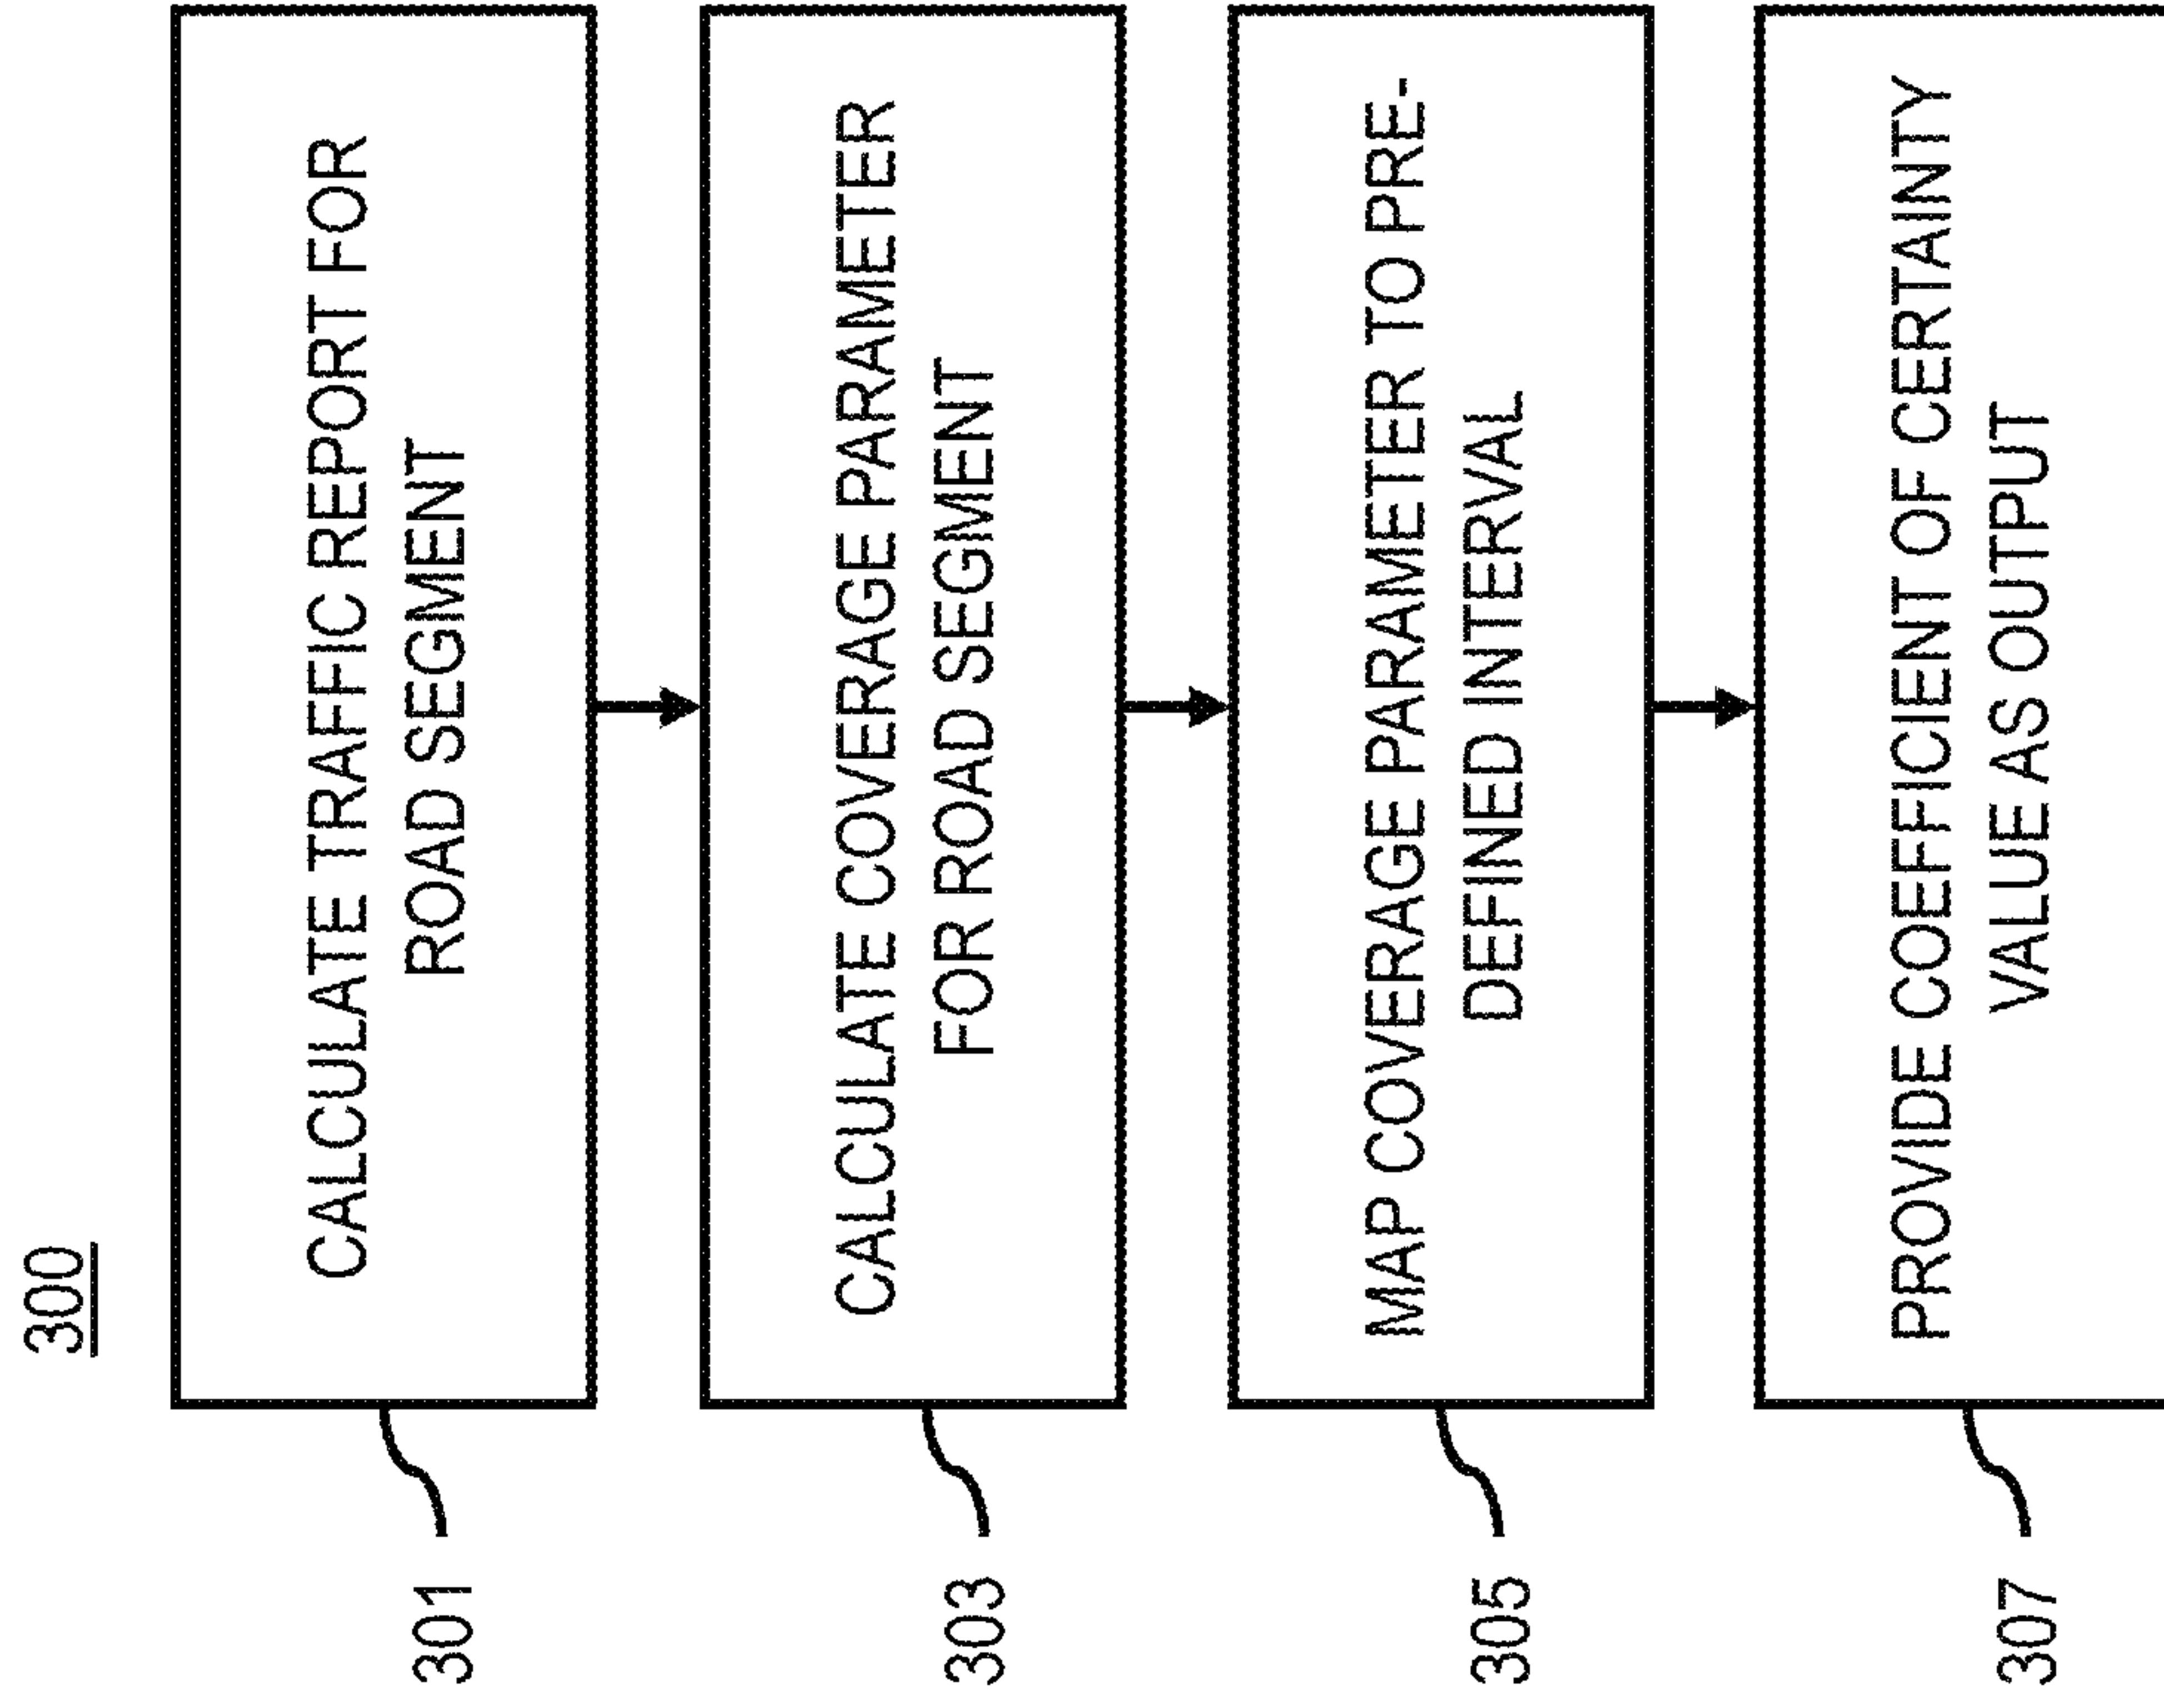 300
301
CALCULATE TRAFFIC REPORT FOR
ROAD SEGMENT
303
CALCULATE COVERAGE PARAMETER
FOR ROAD SEGMENT
305
MAP COVERAGE PARAMETER TO PRE-
DEFINED INTERVAL
307
PROVIDE COEFFICIENT OF CERTAINTY
VALUE AS OUTPUT